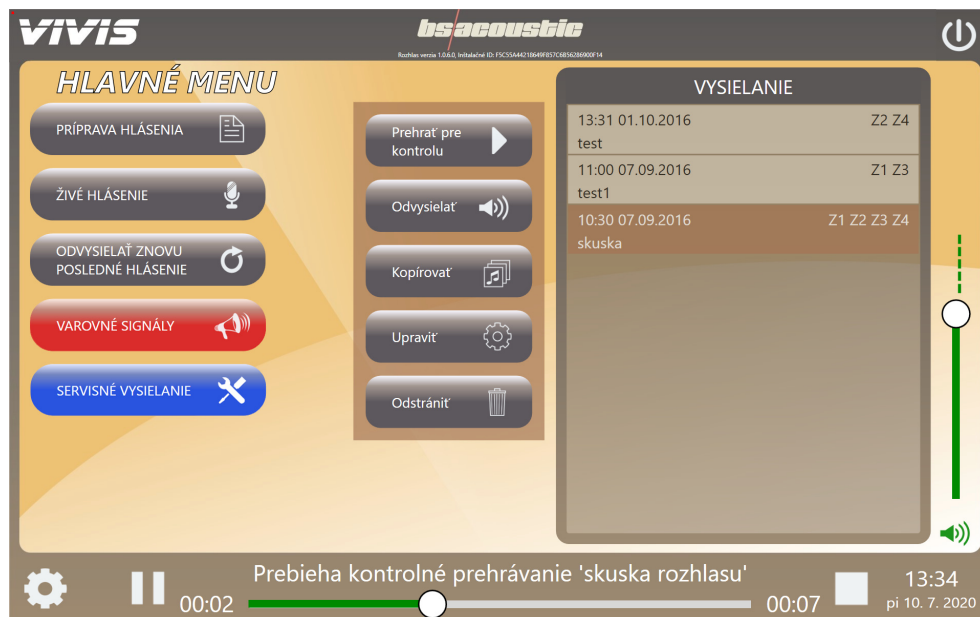 VIVIS
bsacoustic
Rozhlas verzia 1.0.6.0, Inštalačné ID: F5C55A44218649F857C6B56286900F14
HLAVNÉ MENU
PRÍPRAVA HLÁSENIA
ŽIVÉ HLÁSENIE
ODVYSIELAŤ ZNOVU
POSLEDNÉ HLÁSENIE
VAROVNÉ SIGNÁLY
SERVISNÉ VYSIELANIE
Prehrať pre
kontrolu
Odvysielať
Kopírovať
Upraviť
Odstrániť
VYSIELANIE
13:31 01.10.2016 Z2 Z4
test
11:00 07.09.2016 Z1 Z3
test1
10:30 07.09.2016 Z1 Z2 Z3 Z4
skuska
Prebieha kontrolné prehrávanie 'skuska rozhlasu'
00:02 00:07
13:34
pi 10. 7. 2020